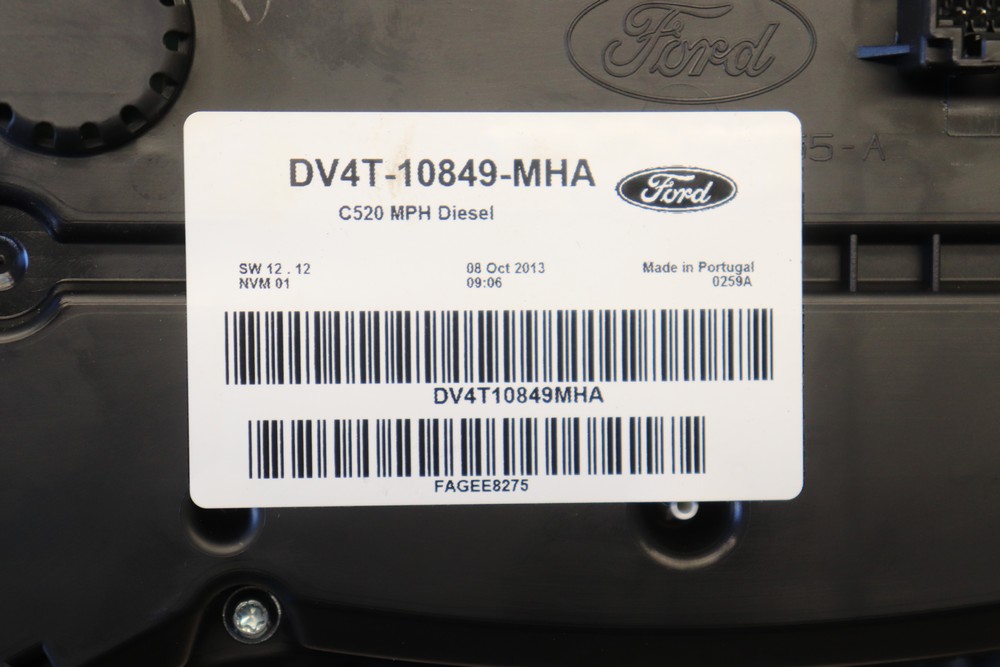 Ford
55-A
DV4T-10849-MHA
Ford
C520 MPH Diesel
SW 12 . 12
08 Oct 2013
Made in Portugal
NVM 01
09:06
0259A
DV4T10849MHA
FAGEE8275